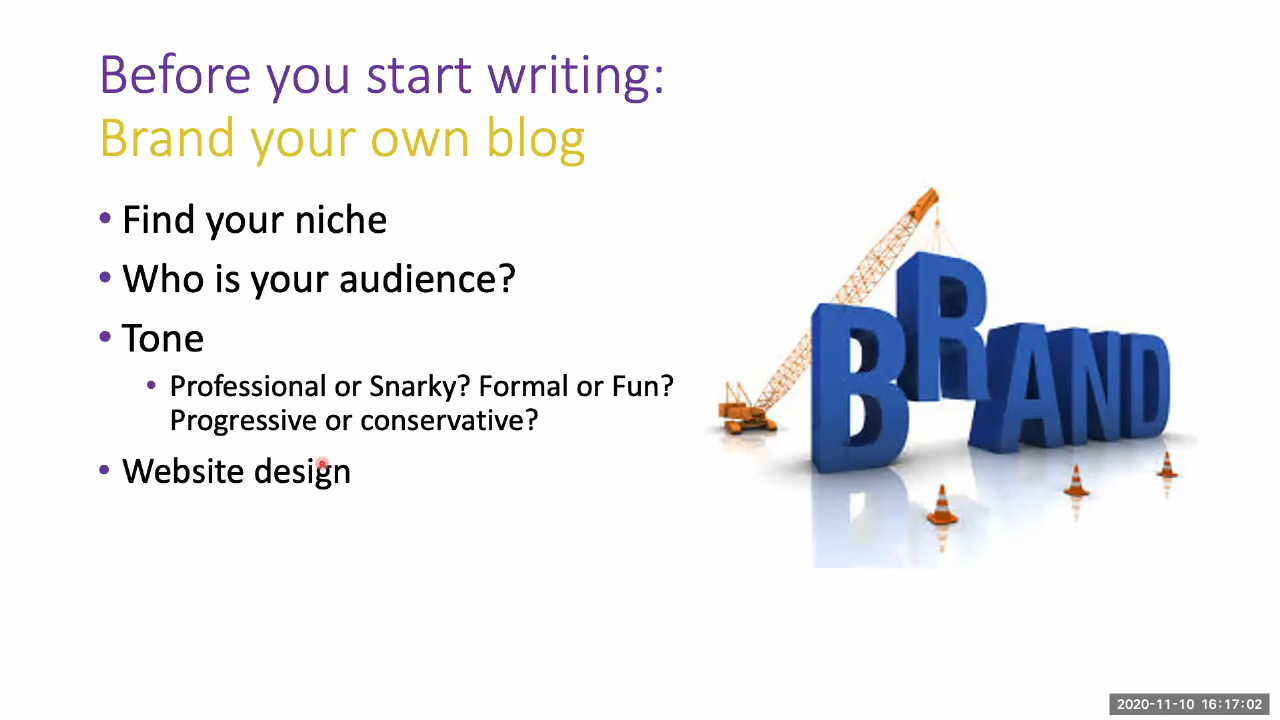 Before you start writing:
Brand your own blog
• Find your niche
• Who is your audience?
• Tone
• Professional or Snarky? Formal or Fun?
Progressive or conservative?
• Website design
BRAND
2020-11-10 16:17:02